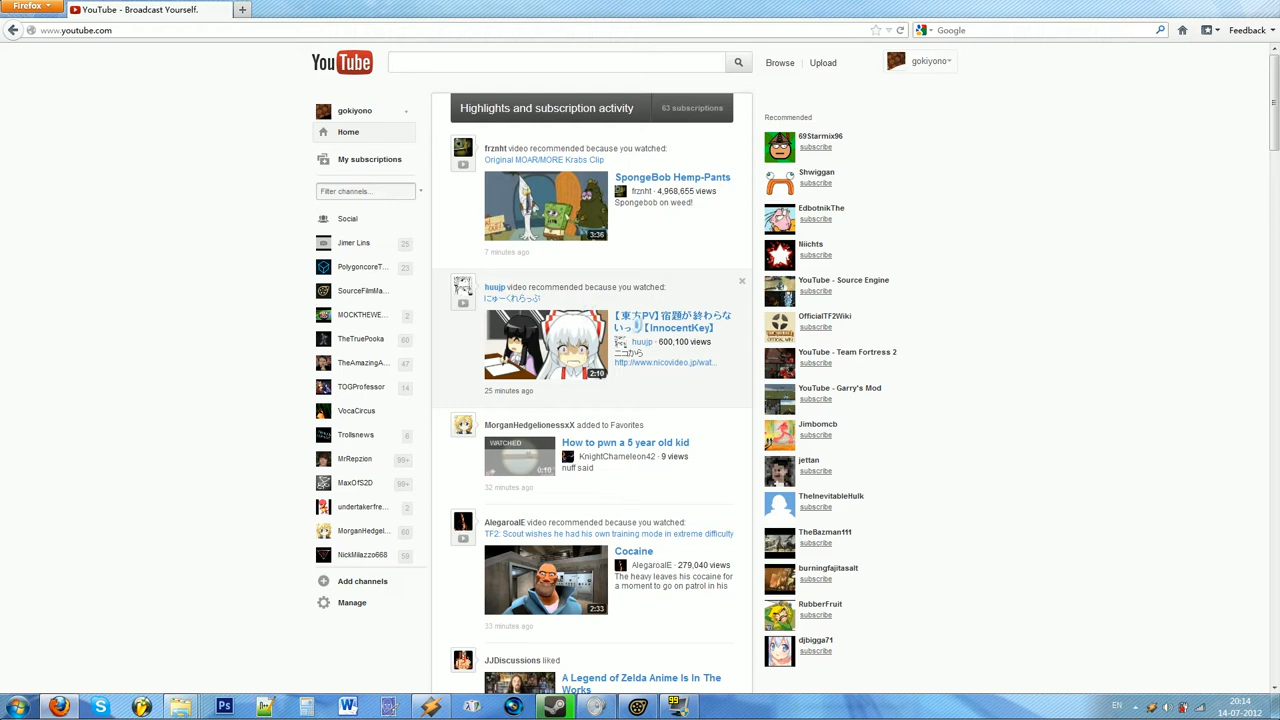 Firefox
YouTube - Broadcast Yourself.
www.youtube.com
Google
Feedback
YouTube
Browse
Upload
gokiyono
gokiyono
Home
My subscriptions
Filter channels...
Social
Jimer Lins 25
PolygoncoreT... 23
SourceFilmMa...
MOCKTHEWE... 2
TheTruePooka 60
TheAmazingA... 47
TOGProfessor 14
VocaCircus
Trollsnews 6
MrRepzion 99+
MaxOfS2D 99+
undertakerfre... 2
MorganHedgel... 60
NickMilazzo668 59
Add channels
Manage
Highlights and subscription activity
63 subscriptions
frznht video recommended because you watched:
Original MOAR/MORE Krabs Clip
SpongeBob Hemp-Pants
frznht · 4,968,655 views
Spongebob on weed!
3:36
7 minutes ago
huujp video recommended because you watched:
にゅーくれらっぷ
【東方PV】宿題が終わらな
いっ【InnocentKey】
huujp · 600,100 views
ニコから
http://www.nicovideo.jp/wat...
2:10
25 minutes ago
MorganHedgelionessxX added to Favorites
WATCHED
0:10
How to pwn a 5 year old kid
KnightChameleon42 · 9 views
nuff said
32 minutes ago
AlegaroalE video recommended because you watched:
TF2: Scout wishes he had his own training mode in extreme difficulty
Cocaine
AlegaroalE · 279,040 views
The heavy leaves his cocaine for
a moment to go on patrol in his
2:33
33 minutes ago
JJDiscussions liked
A Legend of Zelda Anime Is In The
Works
Recommended
69Starmix96
subscribe
Shwiggan
subscribe
EdbotnikThe
subscribe
Niichts
subscribe
YouTube - Source Engine
subscribe
OfficialTF2Wiki
subscribe
YouTube - Team Fortress 2
subscribe
YouTube - Garry's Mod
subscribe
Jimbomcb
subscribe
jettan
subscribe
TheInevitableHulk
subscribe
TheBazman111
subscribe
burningfajitasalt
subscribe
RubberFruit
subscribe
djbigga71
subscribe
EN
20:14
14-07-2012